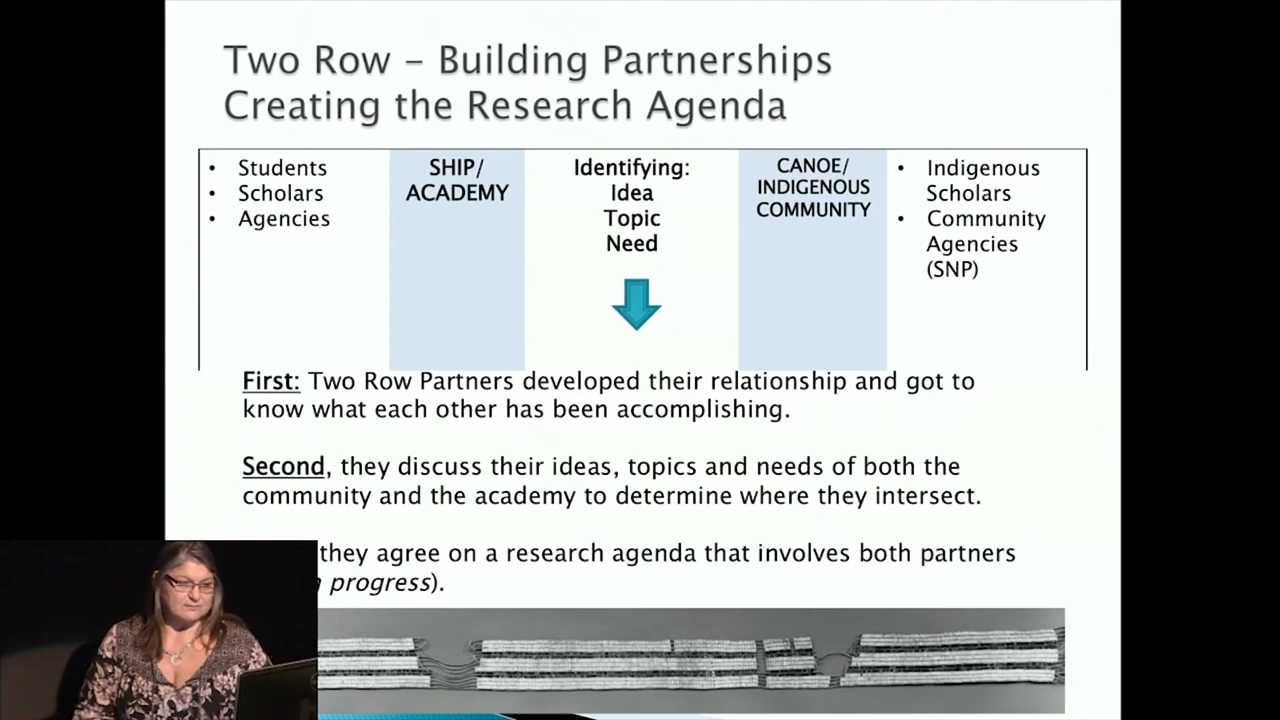 Two Row – Building Partnerships
Creating the Research Agenda
• Students
• Scholars
• Agencies
SHIP/
ACADEMY
Identifying:
Idea
Topic
Need
CANOE/
INDIGENOUS
COMMUNITY
• Indigenous
Scholars
• Community
Agencies
(SNP)
First: Two Row Partners developed their relationship and got to
know what each other has been accomplishing.
Second, they discuss their ideas, topics and needs of both the
community and the academy to determine where they intersect.
they agree on a research agenda that involves both partners
progress).